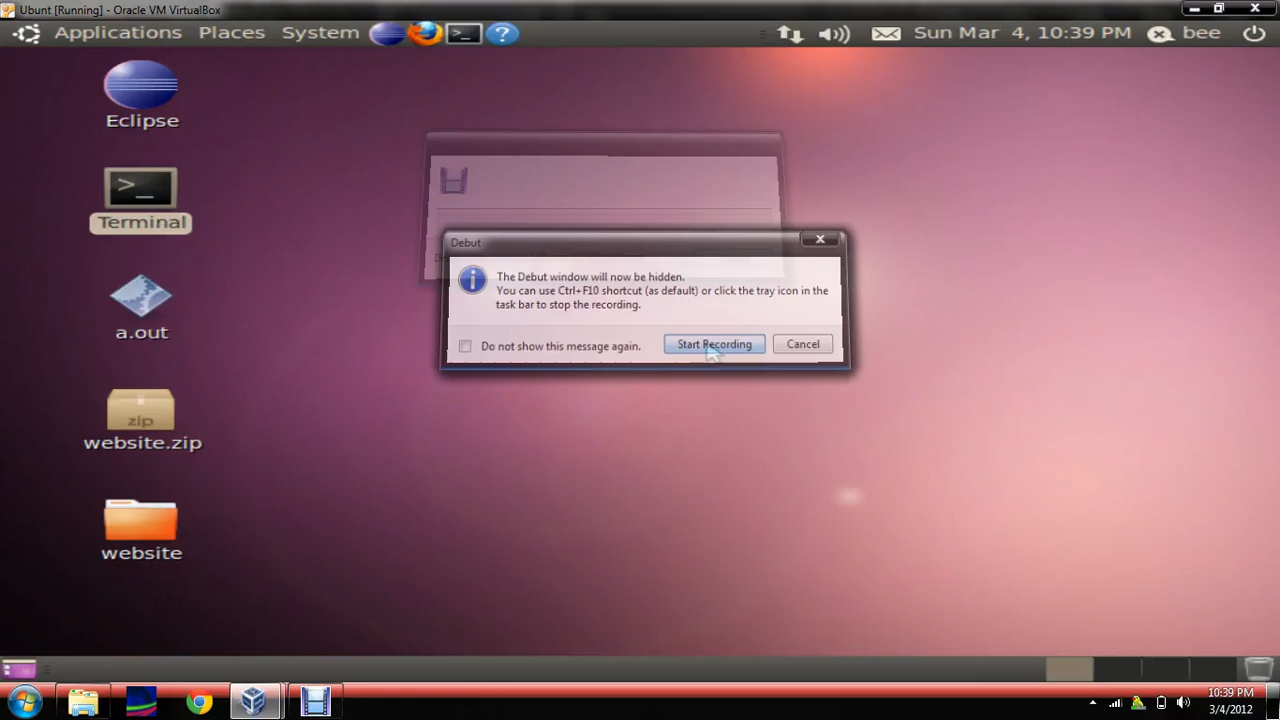 Ubunt [Running] - Oracle VM VirtualBox
Applications Places System >_ ? Sun Mar 4, 10:39 PM bee
Eclipse
>_
Terminal
a.out
zip
website.zip
website
Debut
The Debut window will now be hidden.
You can use Ctrl+F10 shortcut (as default) or click the tray icon in the
task bar to stop the recording.
Do not show this message again. Start Recording Cancel
10:39 PM
3/4/2012